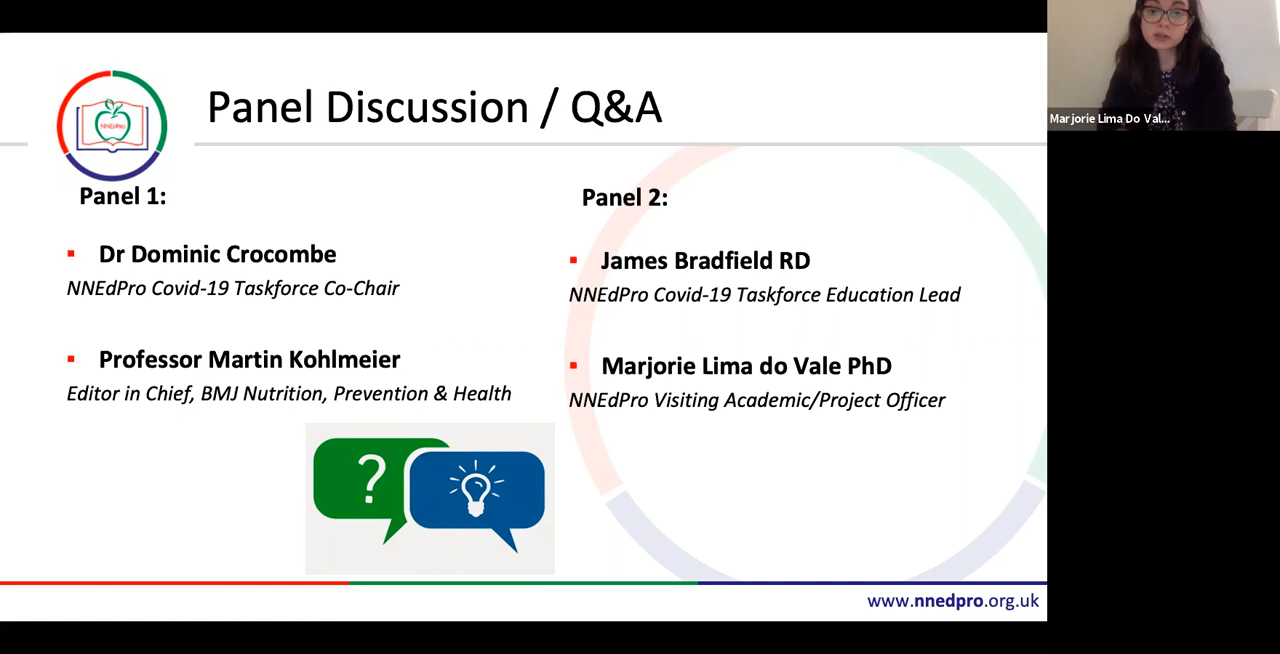 Panel Discussion / Q&A
NNEdPro
Panel 1:
Dr Dominic Crocombe
NNEdPro Covid-19 Taskforce Co-Chair
Professor Martin Kohlmeier
Editor in Chief, BMJ Nutrition, Prevention & Health
Panel 2:
James Bradfield RD
NNEdPro Covid-19 Taskforce Education Lead
Marjorie Lima do Vale PhD
NNEdPro Visiting Academic/Project Officer
?
www.nnedpro.org.uk
Marjorie Lima Do Val...